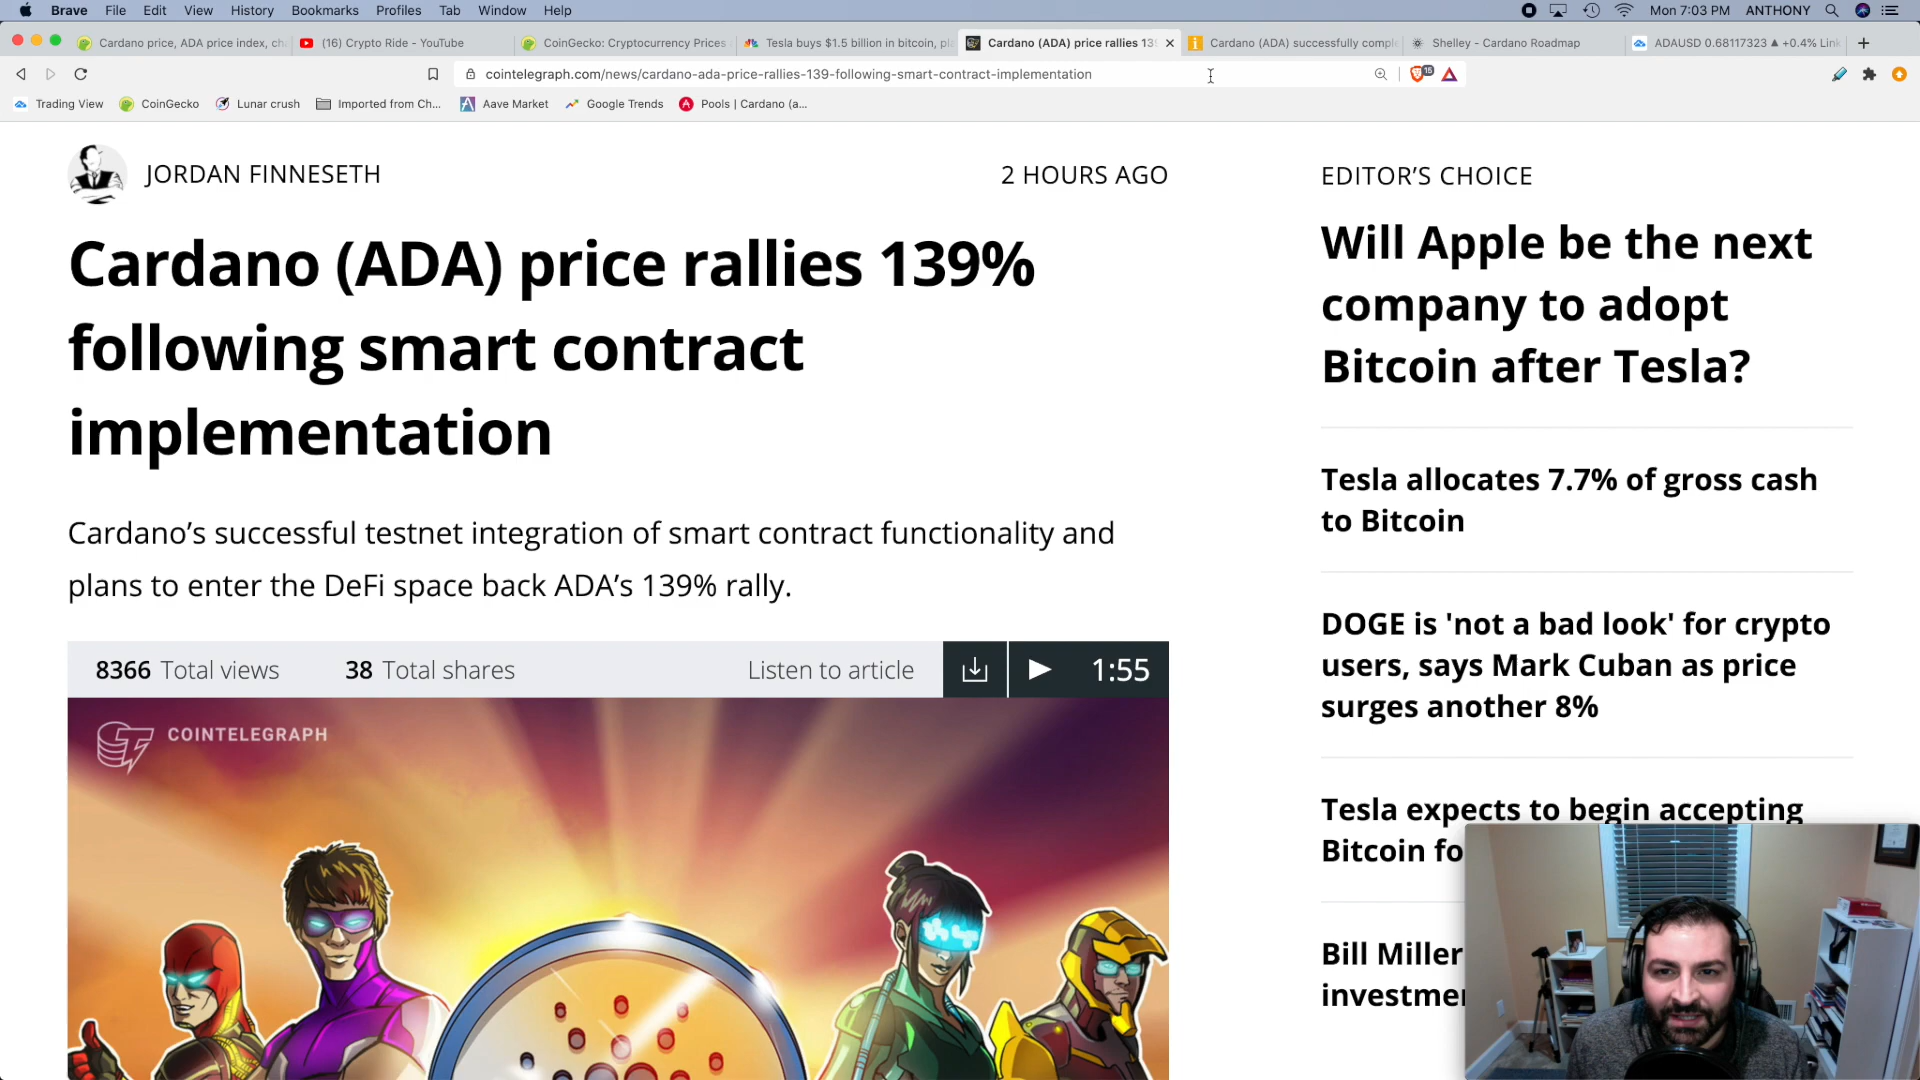 Brave File Edit View History Bookmarks Profiles Tab Window Help Mon 7:03 PM ANTHONY
Cardano price, ADA price index, ch (16) Crypto Ride - YouTube CoinGecko: Cryptocurrency Prices Tesla buys $1.5 billion in bitcoin, pl Cardano (ADA) price rallies 13 Cardano (ADA) successfully compl Shelley - Cardano Roadmap ADAUSD 0.68117323 ▲ +0.4% Link
cointelegraph.com/news/cardano-ada-price-rallies-139-following-smart-contract-implementation 15
Trading View CoinGecko Lunar crush Imported from Ch... Aave Market Google Trends Pools | Cardano (a...
JORDAN FINNESETH
2 HOURS AGO
Cardano (ADA) price rallies 139%
following smart contract
implementation
Cardano’s successful testnet integration of smart contract functionality and
plans to enter the DeFi space back ADA’s 139% rally.
8366 Total views 38 Total shares Listen to article 1:55
COINTELEGRAPH
EDITOR’S CHOICE
Will Apple be the next
company to adopt
Bitcoin after Tesla?
Tesla allocates 7.7% of gross cash
to Bitcoin
DOGE is 'not a bad look' for crypto
users, says Mark Cuban as price
surges another 8%
Tesla expects to begin accepting
Bitcoin fo
Bill Miller
investme